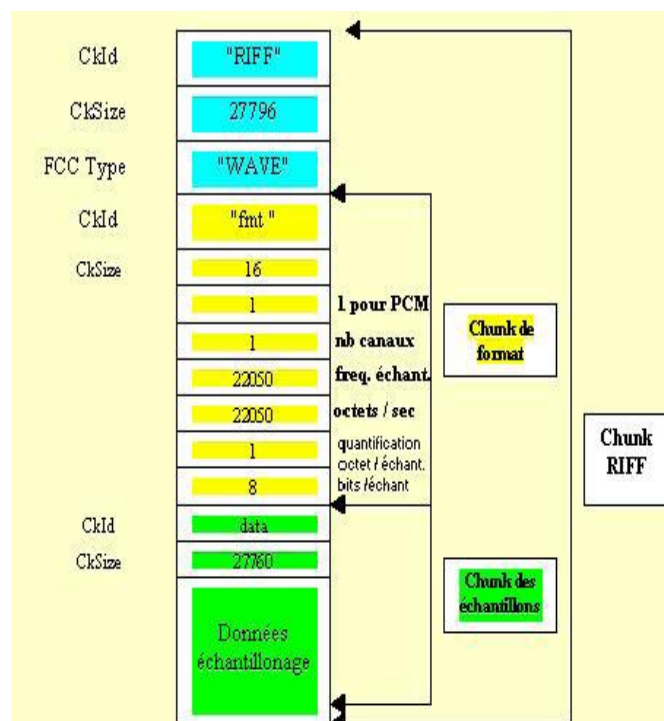 CkId "RIFF"
CkSize 27796
FCC Type "WAVE"
CkId "fmt "
CkSize 16
1 1 pour PCM
1 nb canaux
22050 freq. échant.
22050 octets / sec
1 quantification
octet / échant.
8 bits /échant
Chunk de
format
Chunk
RIFF
CkId data
CkSize 27760
Données
échantillonage
Chunk des
échantillons